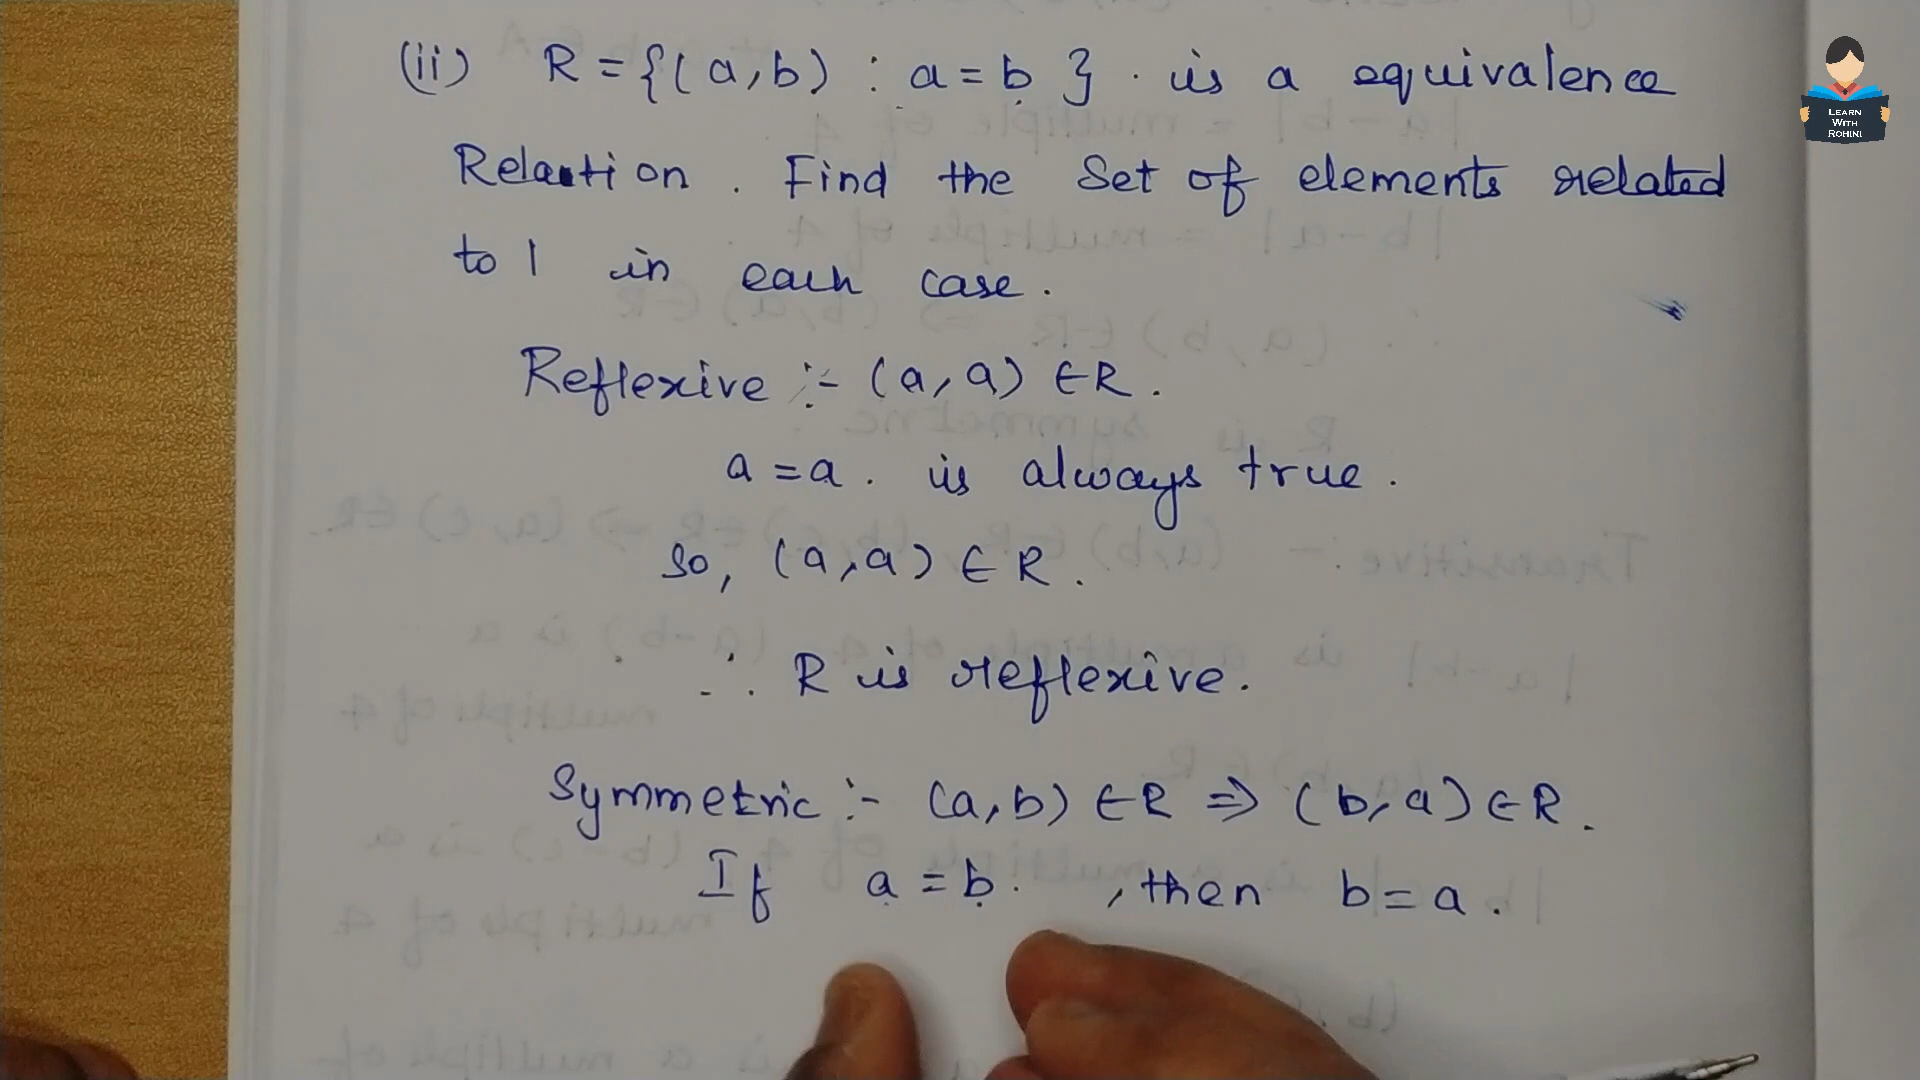 (ii) R = {(a,b) : a = b }. is a equivalence
Relation. Find the Set of elements related
to 1 in each case.
Reflexive :- (a, a) ∈ R.
a = a. is always true.
So, (a, a) ∈ R.
∴ R is reflexive.
Symmetric :- (a,b) ∈ R ⇒ (b, a) ∈ R.
If a = b. , then b = a.
LEARN
WITH
ROHINI